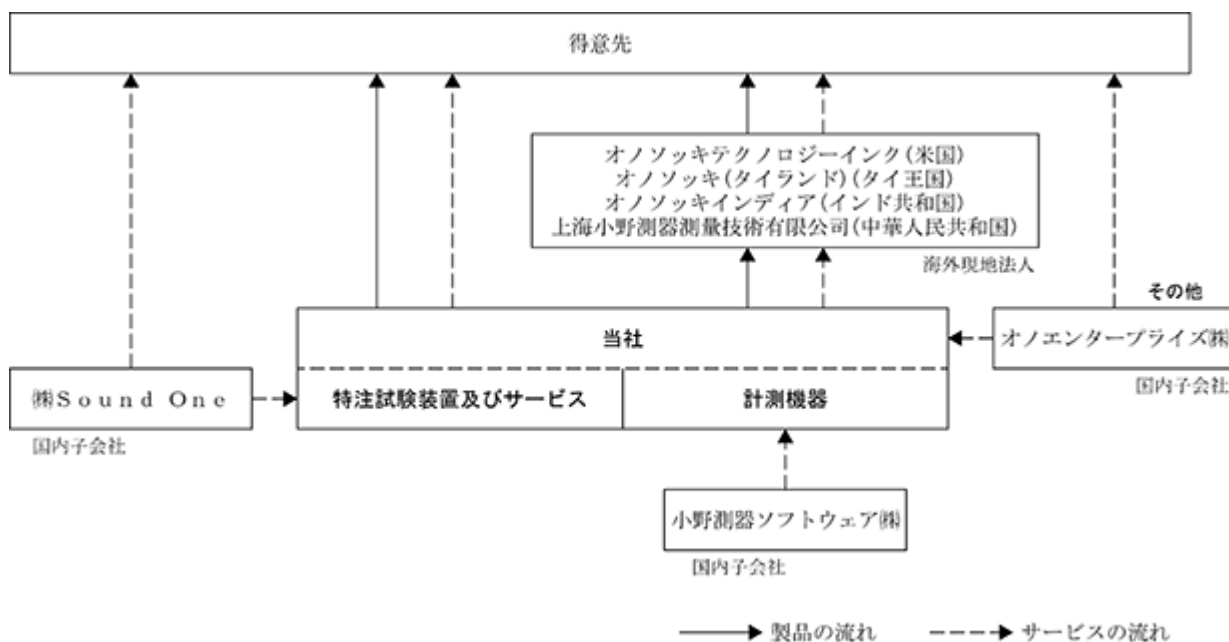 得意先
オノソッキテクノロジーインク(米国)
オノソッキ(タイランド)(タイ王国)
オノソッキインディア(インド共和国)
上海小野測器測量技術有限公司(中華人民共和国)
海外現地法人
その他
当社
オノエンタープライズ㈱
国内子会社
㈱Ｓｏｕｎｄ Ｏｎｅ
特注試験装置及びサービス
計測機器
国内子会社
小野測器ソフトウェア㈱
国内子会社
製品の流れ
サービスの流れ